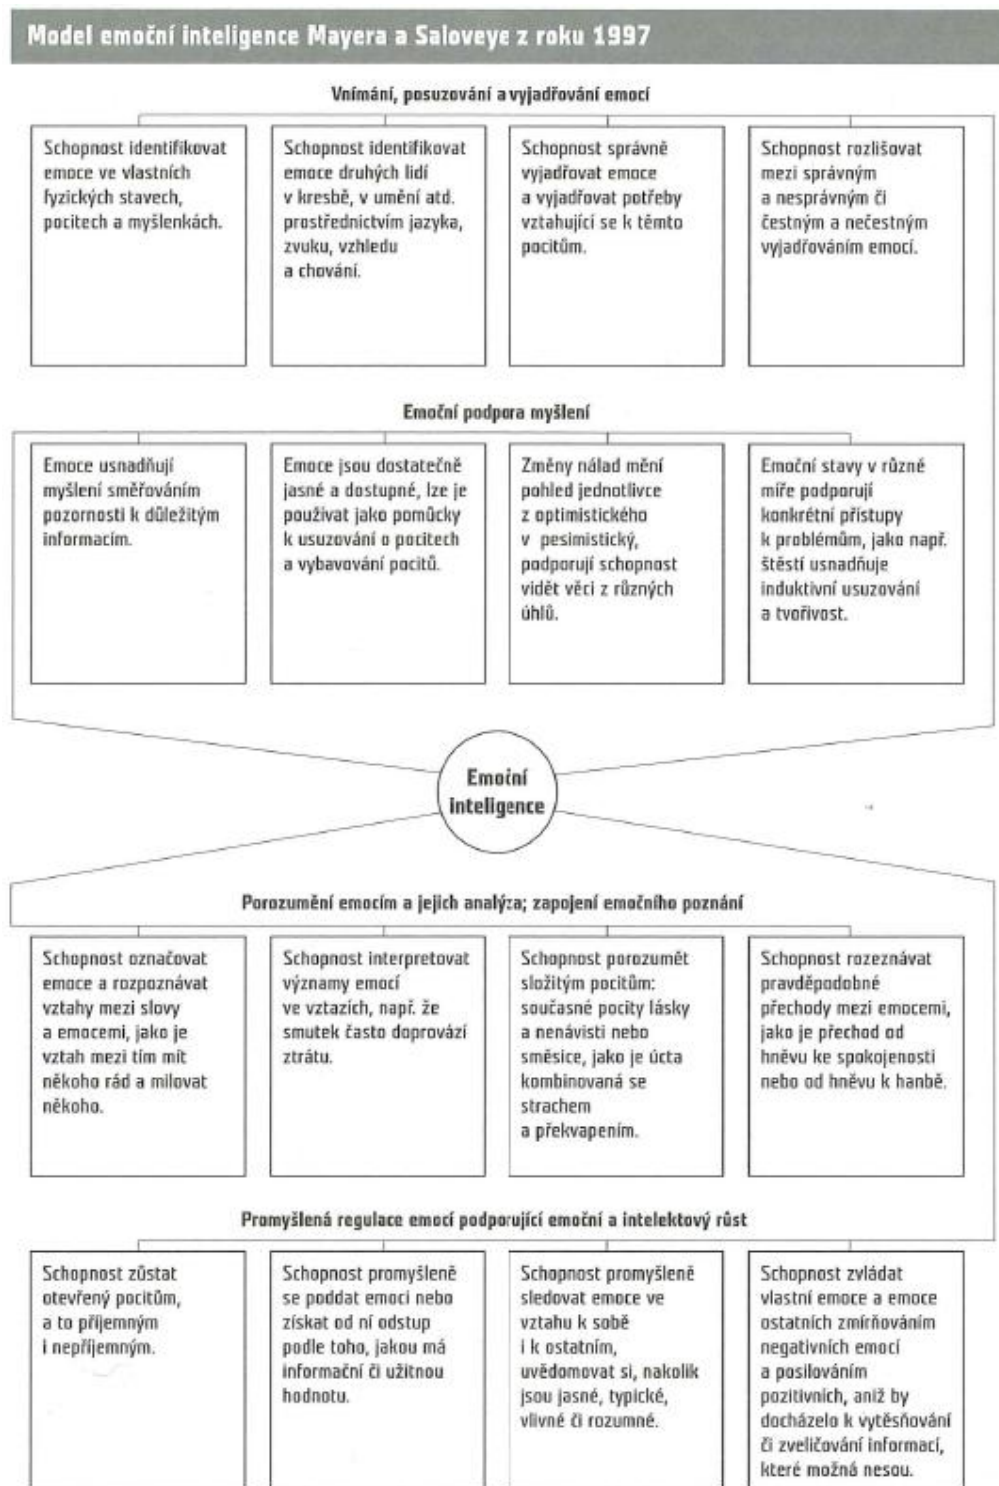 Model emoční inteligence Mayera a Saloveye z roku 1997
Vnímání, posuzování a vyjadřování emocí
Schopnost identifikovat
emoce ve vlastních
fyzických stavech,
pocitech a myšlenkách.
Schopnost identifikovat
emoce druhých lidí
v kresbě, v umění atd.
prostřednictvím jazyka,
zvuku, vzhledu
a chování.
Schopnost správně
vyjadřovat emoce
a vyjadřovat potřeby
vztahující se k těmto
pocitům.
Schopnost rozlišovat
mezi správným
a nesprávným či
čestným a nečestným
vyjadřováním emocí.
Emoční podpora myšlení
Emoce usnadňují
myšlení směřováním
pozornosti k důležitým
informacím.
Emoce jsou dostatečně
jasné a dostupné, lze je
používat jako pomůcky
k usuzování o pocitech
a vybavování pocitů.
Změny nálad mění
pohled jednotlivce
z optimistického
v pesimistický,
podporují schopnost
vidět věci z různých
úhlů.
Emoční stavy v různé
míře podporují
konkrétní přístupy
k problémům, jako např.
štěstí usnadňuje
induktivní usuzování
a tvořivost.
Emoční
inteligence
Porozumění emocím a jejich analýza; zapojení emočního poznání
Schopnost označovat
emoce a rozpoznávat
vztahy mezi slovy
a emocemi, jako je
vztah mezi tím mít
někoho rád a milovat
někoho.
Schopnost interpretovat
významy emocí
ve vztazích, např. že
smutek často doprovází
ztrátu.
Schopnost porozumět
složitým pocitům:
současné pocity lásky
a nenávisti nebo
směsice, jako je úcta
kombinovaná se
strachem
a překvapením.
Schopnost rozeznávat
pravděpodobné
přechody mezi emocemi,
jako je přechod od
hněvu ke spokojenosti
nebo od hněvu k hanbě.
Promyšlená regulace emocí podporující emoční a intelektový růst
Schopnost zůstat
otevřený pocitům,
a to příjemným
i nepříjemným.
Schopnost promyšleně
se poddat emoci nebo
získat od ní odstup
podle toho, jakou má
informační či užitnou
hodnotu.
Schopnost promyšleně
sledovat emoce ve
vztahu k sobě
i k ostatním,
uvědomovat si, nakolik
jsou jasné, typické,
vlivné či rozumné.
Schopnost zvládat
vlastní emoce a emoce
ostatních zmírňováním
negativních emocí
a posilováním
pozitivních, aniž by
docházelo k vytěsňování
či zveličování informací,
které možná nesou.